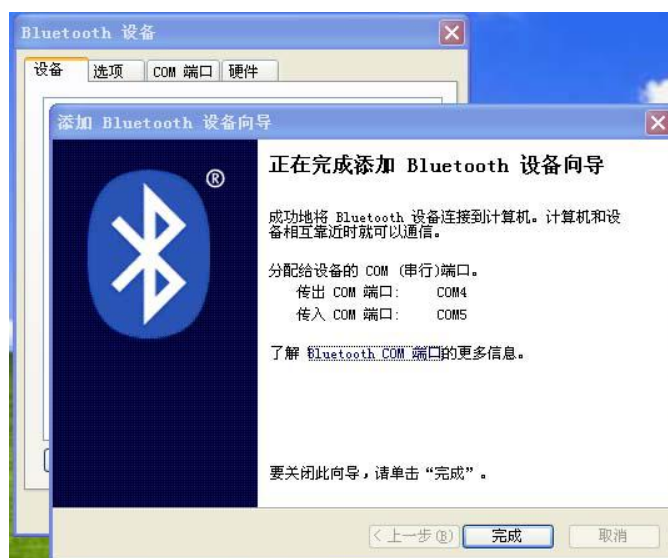 Bluetooth 设备
设备 选项 COM 端口 硬件
添加 Bluetooth 设备向导
®
正在完成添加 Bluetooth 设备向导
成功地将 Bluetooth 设备连接到计算机。计算机和设
备相互靠近时就可以通信。
分配给设备的 COM (串行)端口。
传出 COM 端口: COM4
传入 COM 端口: COM5
了解 Bluetooth COM 端口的更多信息。
要关闭此向导,请单击“完成”。
<上一步(B) 完成 取消